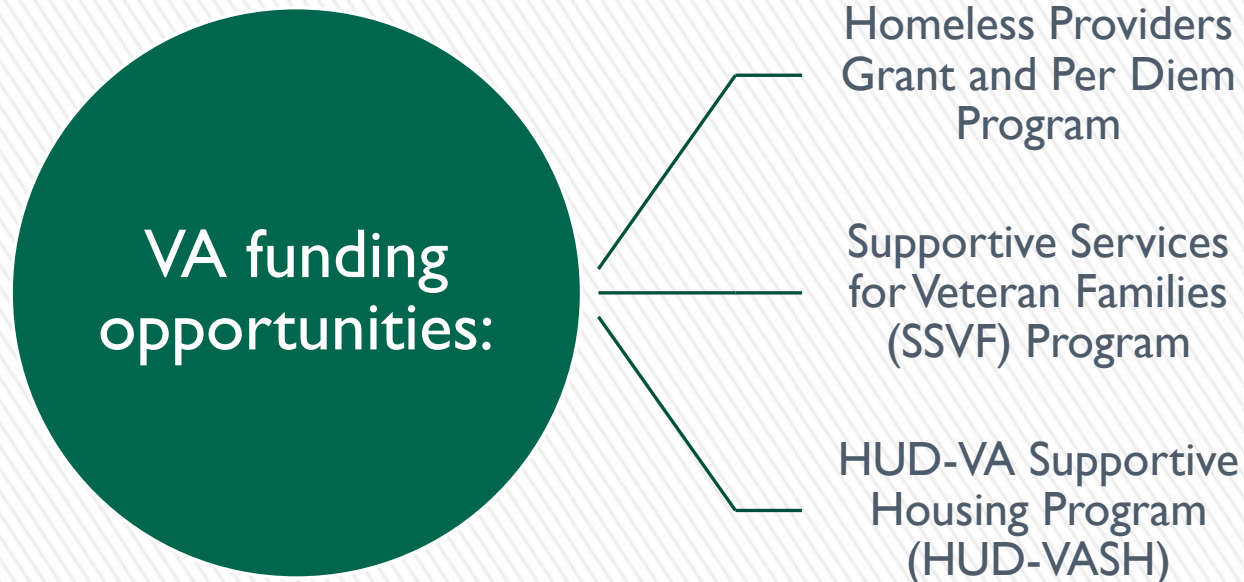 VA funding
opportunities:
Homeless Providers
Grant and Per Diem
Program
Supportive Services
for Veteran Families
(SSVF) Program
HUD-VA Supportive
Housing Program
(HUD-VASH)